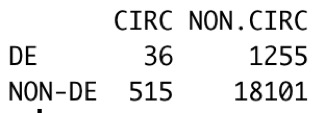 CIRC NON.CIRC
DE 36 1255
NON-DE 515 18101